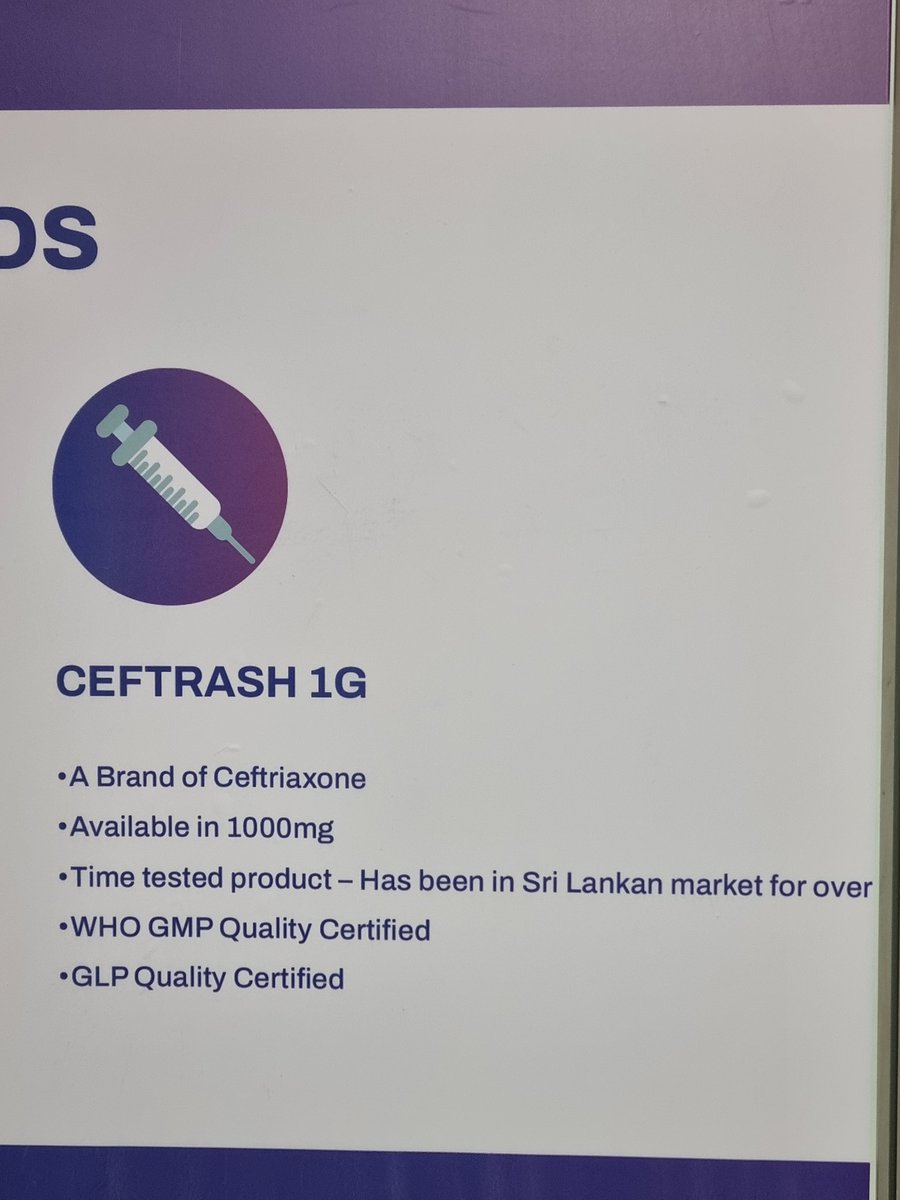 DS
CEFTRASH 1G
•A Brand of Ceftriaxone
•Available in 1000mg
•Time tested product – Has been in Sri Lankan market for over
•WHO GMP Quality Certified
•GLP Quality Certified